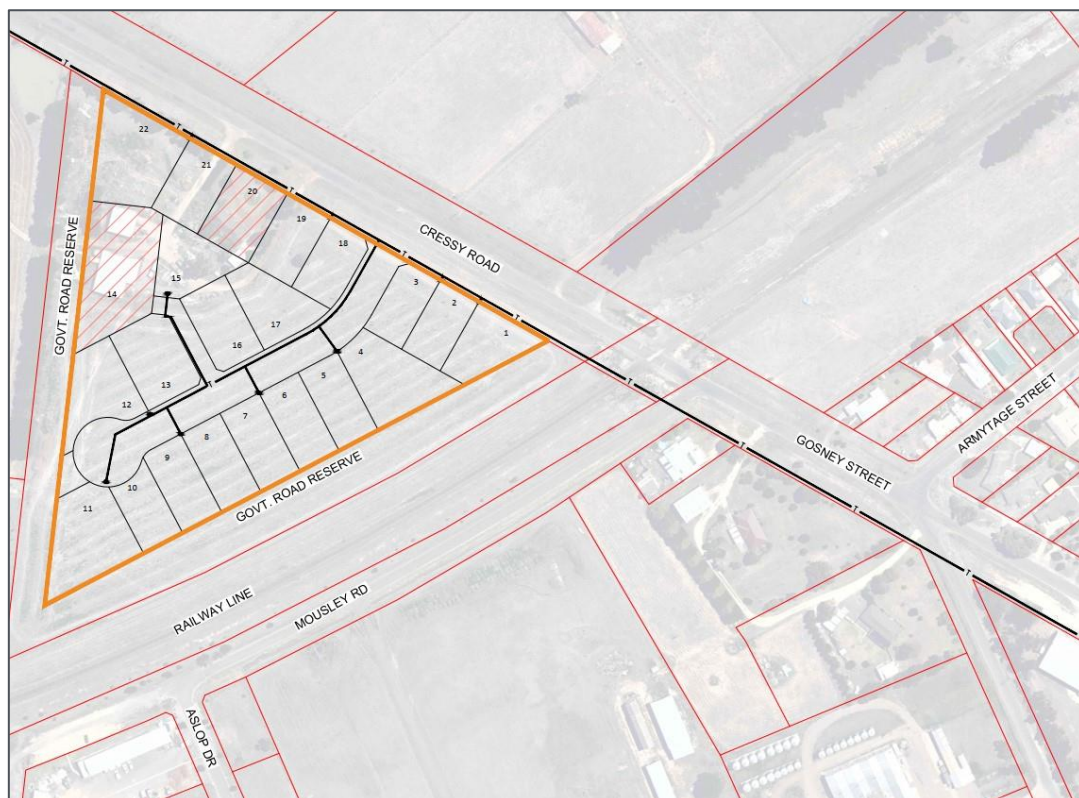 22
21
20
19
18
CRESSY ROAD
3
2
1
GOVT. ROAD RESERVE
14
15
17
16
4
5
6
7
8
9
10
11
12
13
GOVT. ROAD RESERVE
RAILWAY LINE
MOUSLEY RD
ASLOP DR
GOSNEY STREET
ARMYTAGE STREET
T
T
T
T
T
T
T
T
T
T